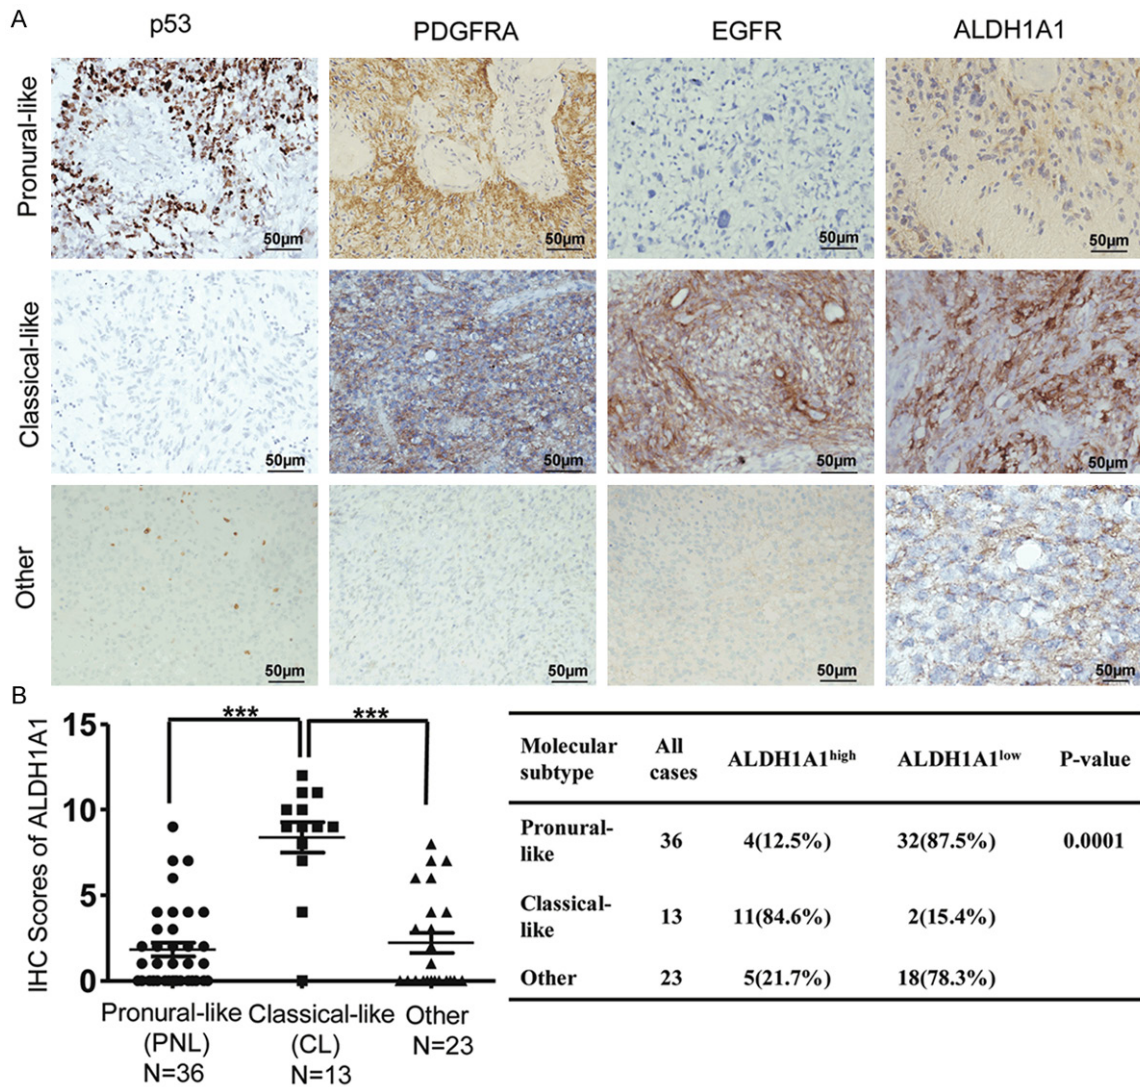 A
p53
PDGFRA
EGFR
ALDH1A1
Pronural-like
50μm
50μm
50μm
50μm
Classical-like
50μm
50μm
50μm
50μm
Other
50μm
50μm
50μm
50μm
B
IHC Scores of ALDH1A1
15
10
5
0
***
***
Pronural-like
(PNL)
N=36
Classical-like
(CL)
N=13
Other
N=23
Molecular subtype All cases ALDH1A1high ALDH1A1low P-value
Pronural-like 36 4(12.5%) 32(87.5%) 0.0001
Classical-like 13 11(84.6%) 2(15.4%)
Other 23 5(21.7%) 18(78.3%)